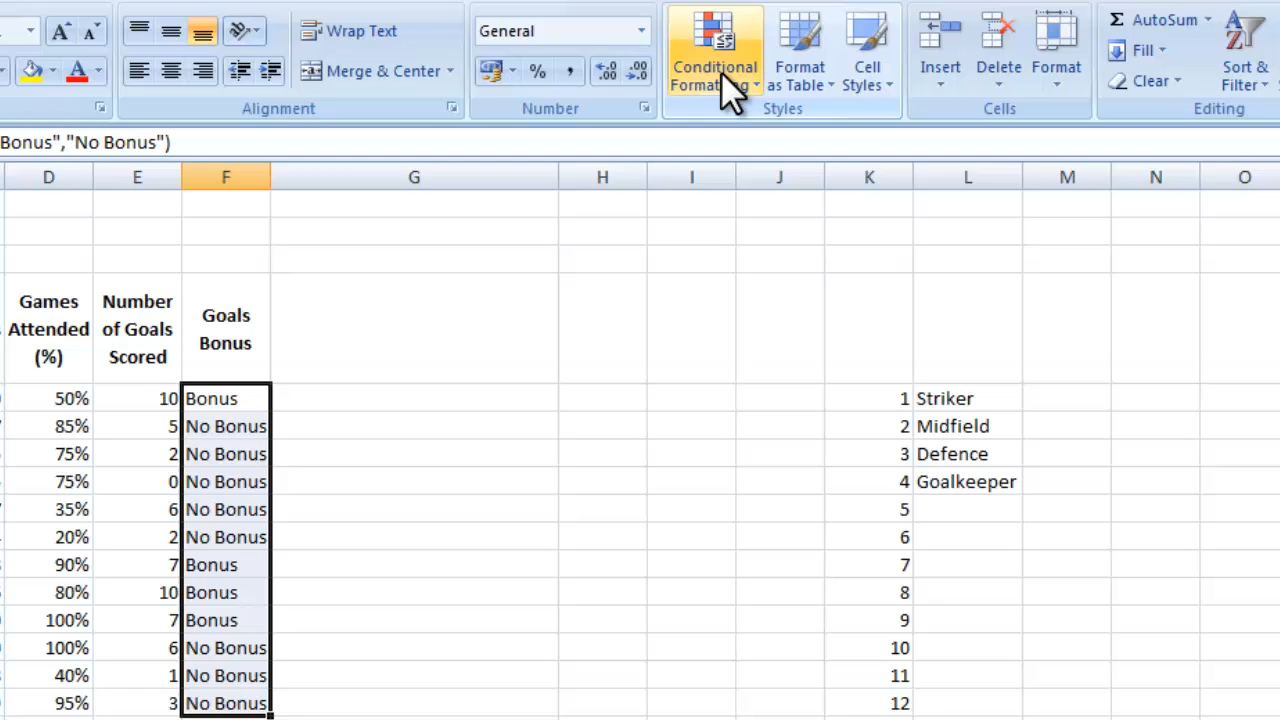 Wrap Text
General
AutoSum
Merge & Center
%
Conditional
Formatting
Format
as Table
Cell
Styles
Insert
Delete
Format
Fill
Clear
Sort &
Filter
Alignment
Number
Styles
Cells
Editing
Bonus","No Bonus")
D E F G H I J K L M N O
Games
Attended
(%)
Number
of Goals
Scored
Goals
Bonus
50% 10 Bonus 1 Striker
85% 5 No Bonus 2 Midfield
75% 2 No Bonus 3 Defence
75% 0 No Bonus 4 Goalkeeper
35% 6 No Bonus 5
20% 2 No Bonus 6
90% 7 Bonus 7
80% 10 Bonus 8
100% 7 Bonus 9
100% 6 No Bonus 10
40% 1 No Bonus 11
95% 3 No Bonus 12